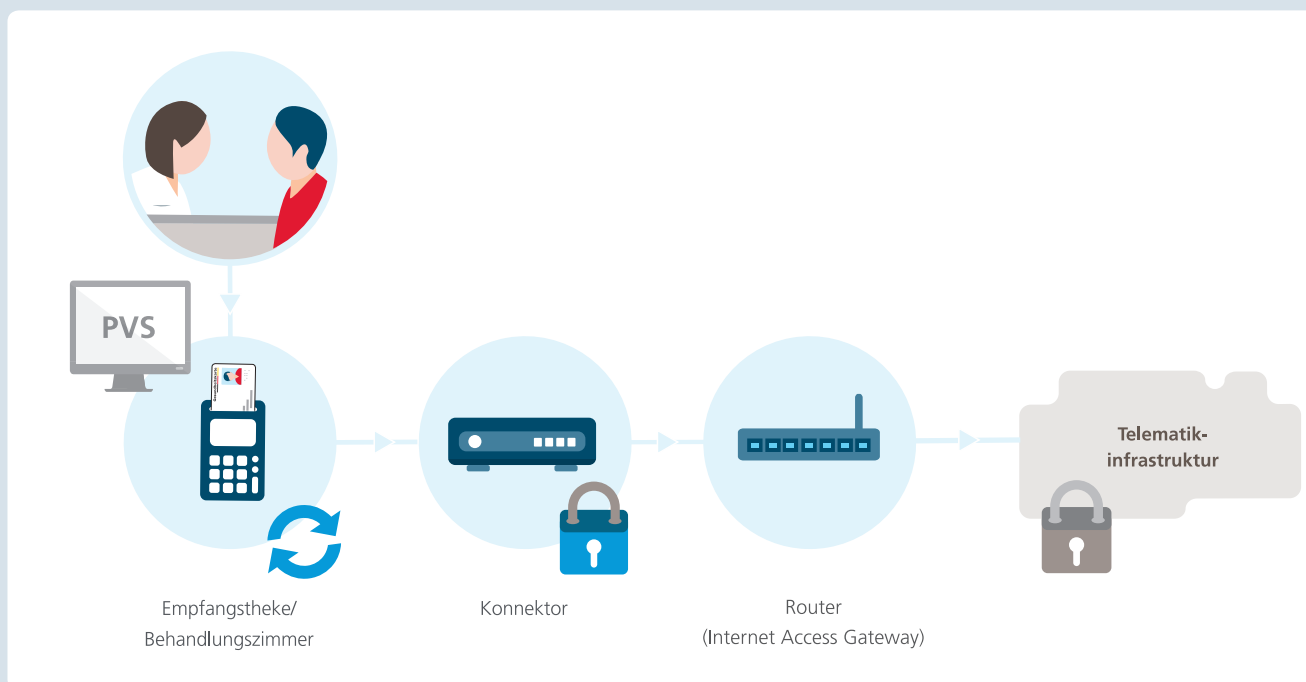 PVS
Empfangstheke/
Behandlungszimmer
Konnektor
Router
(Internet Access Gateway)
Telematik-
infrastruktur